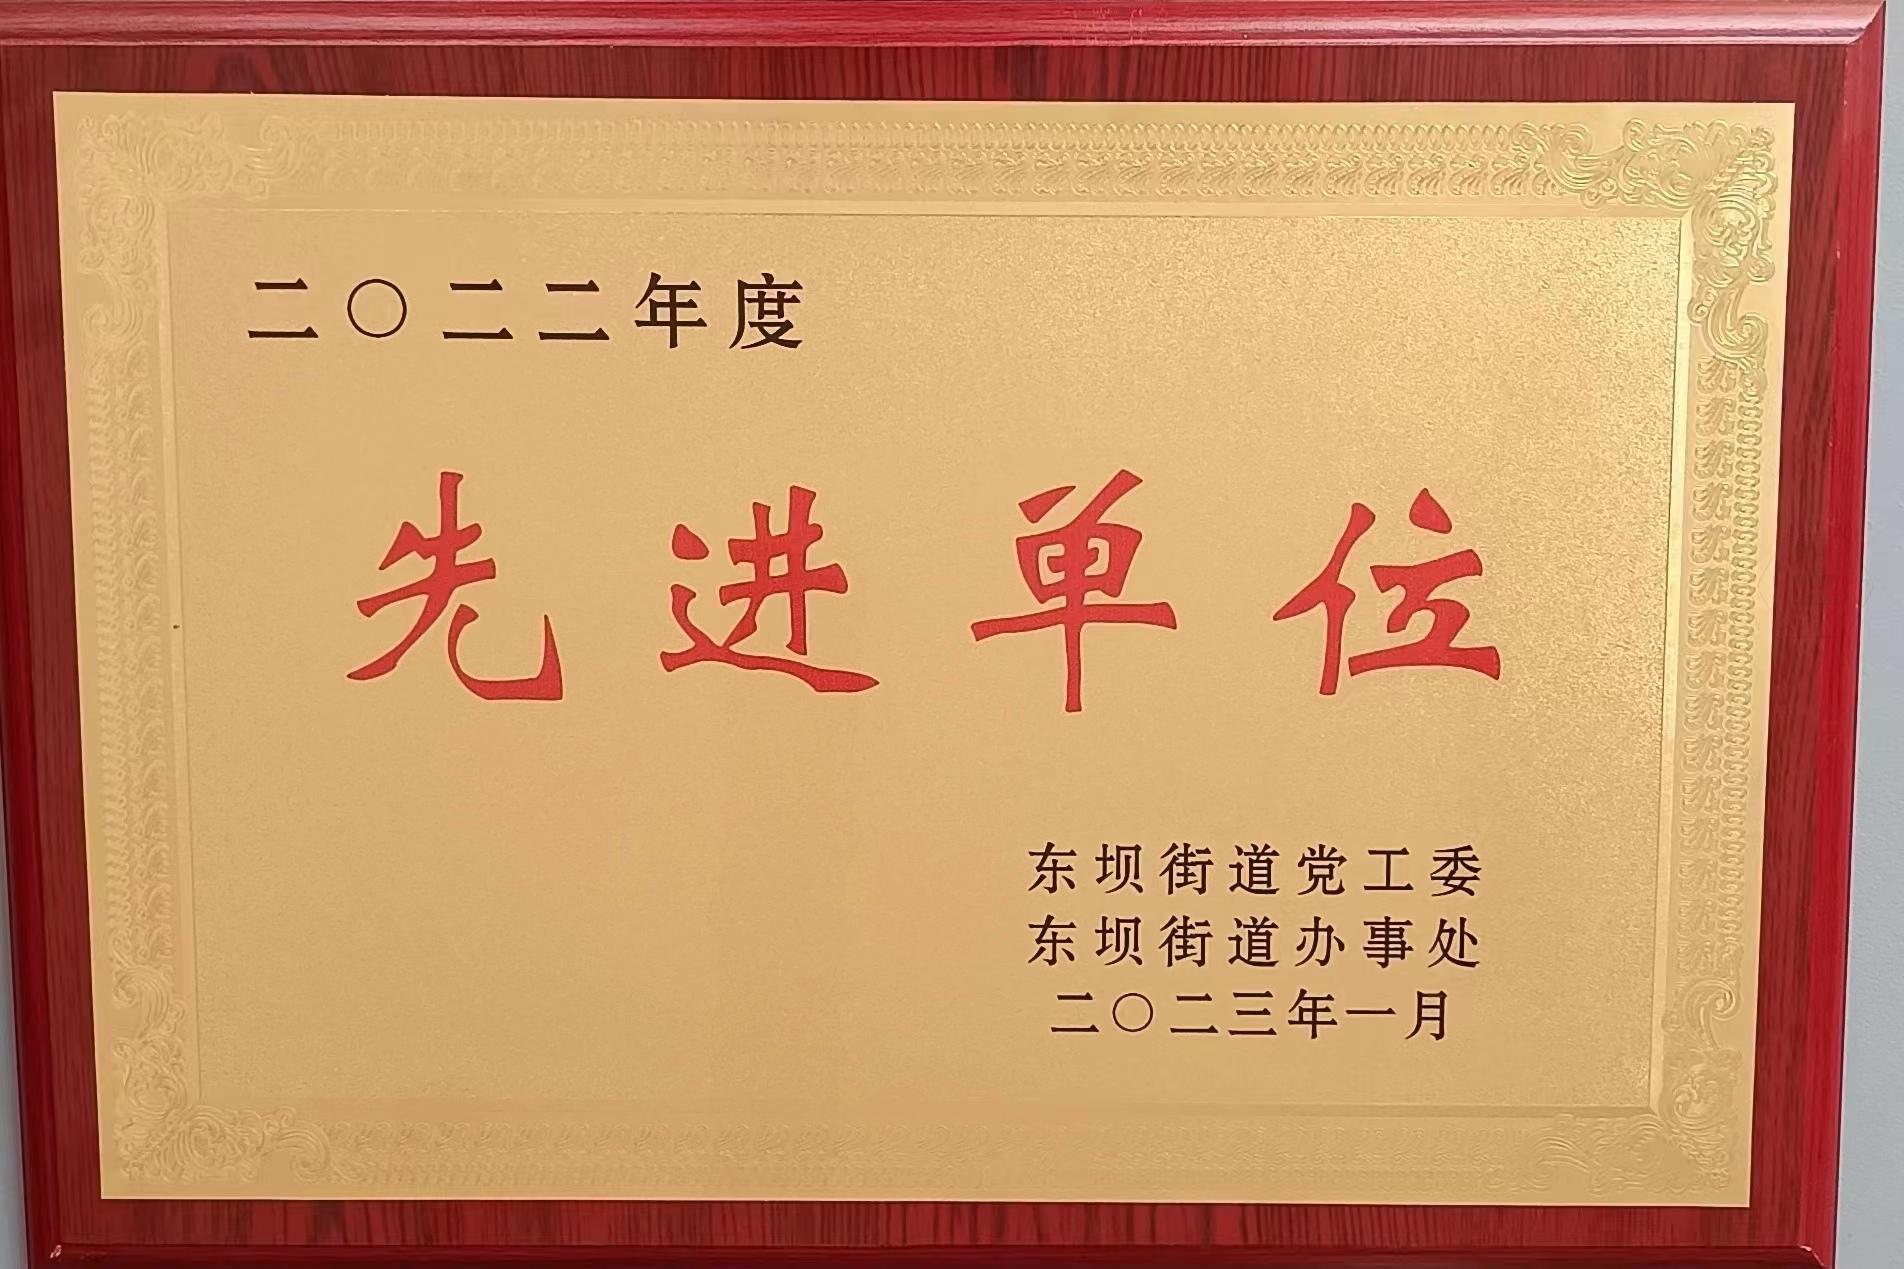 二〇二二年度
先进单位
东坝街道党工委
东坝街道办事处
二〇二三年一月